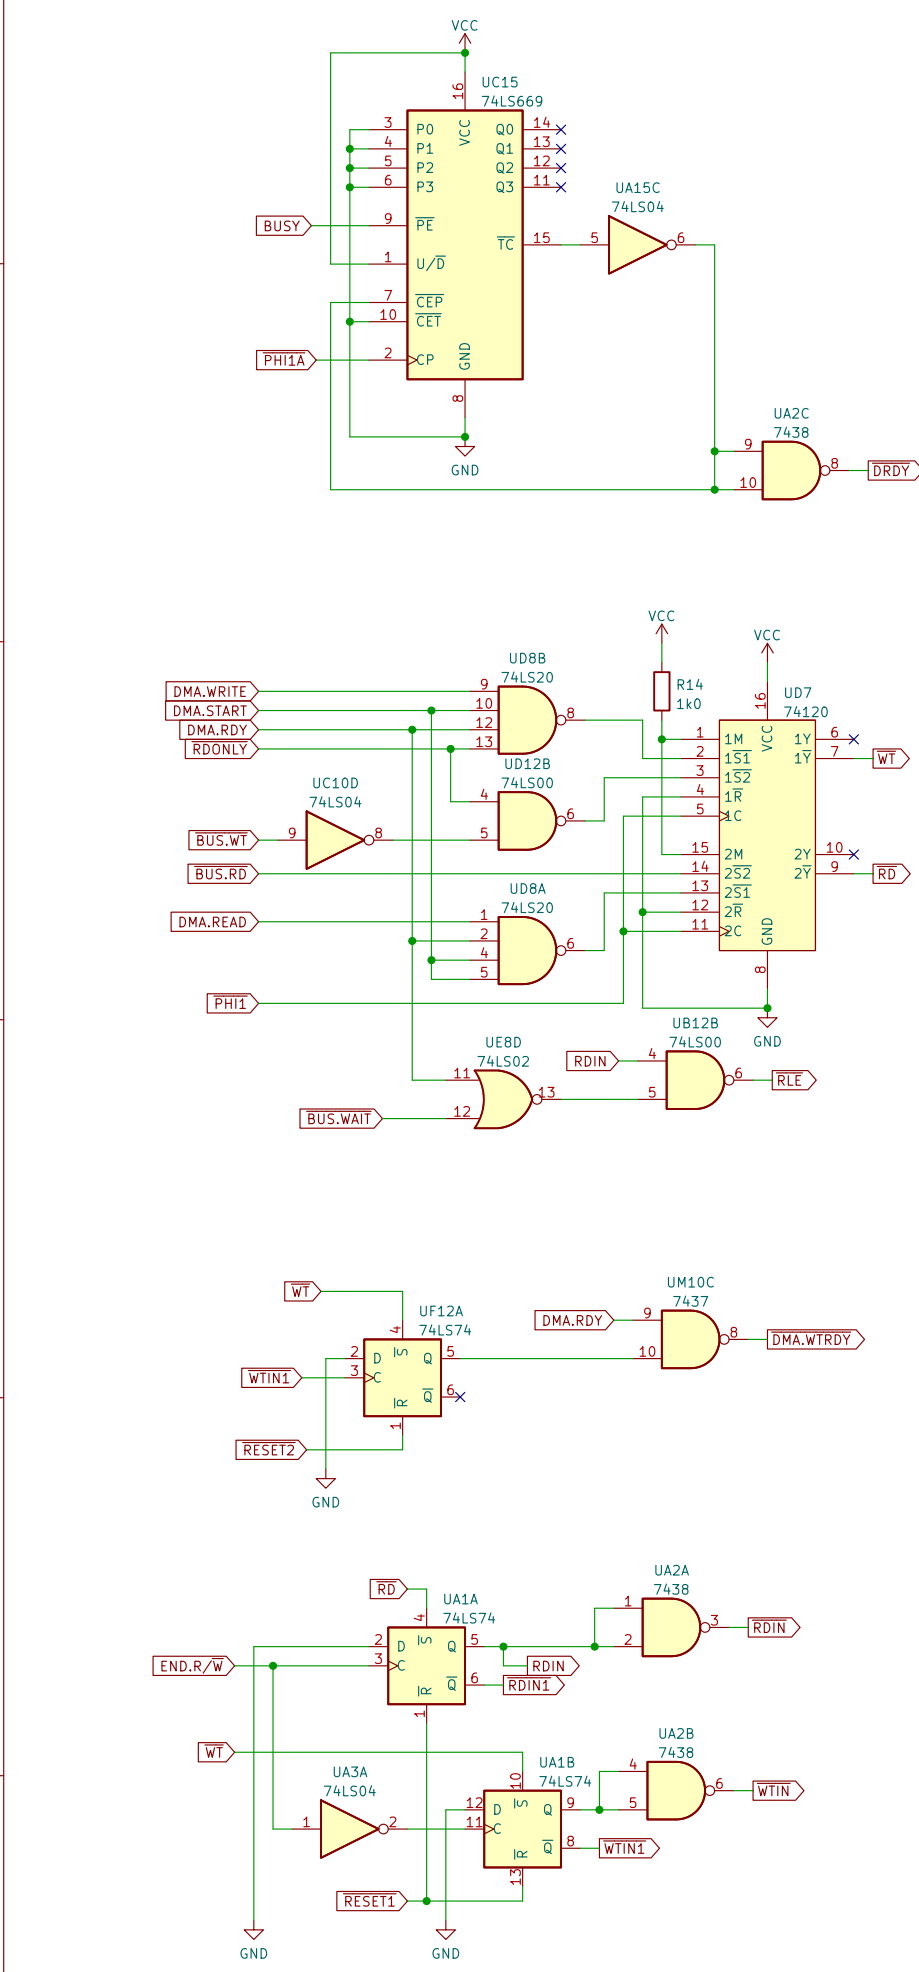 VCC
UC15
74LS669
16
VCC
3 P0 Q0 14
4 P1 Q1 13
5 P2 Q2 12
6 P3 Q3 11
UA15C
74LS04
BUSY 9 PE
TC 15 5 6
1 U/D
7 CEP
10 CET
PHI1A 2 CP
GND
8
GND
UA2C
7438
9
8 DRDY
10
VCC
VCC
UD8B
74LS20
R14
1k0
UD7
74120
16
VCC
DMA.WRITE 9
DMA.START 10
DMA.RDY 12
RDONLY 13
8
1 1M 1Y 6
2 1S1 1Y 7 WT
3 1S2
4 1R
5 1C
UD12B
74LS00
UC10D
74LS04
4
6
BUS.WT 9 8 5
15 2M 2Y 10
BUS.RD 14 2S2 2Y 9 RD
13 2S1
12 2R
11 2C
GND
8
GND
UD8A
74LS20
DMA.READ 1
2
4
5
6
PHI1
UE8D
74LS02
UB12B
74LS00
RDIN 4
11
13 5
6 RLE
BUS.WAIT 12
WT
UF12A
74LS74
4
2 D S Q 5
WTIN1 3 C
R Q 6
1
RESET2
GND
UM10C
7437
DMA.RDY 9
10
8 DMA.WTRDY
RD
UA1A
74LS74
4
2 D S Q 5
END.R/W 3 C
R Q 6
1
RDIN
RDIN1
UA2A
7438
1
2
3 RDIN
WT
UA3A
74LS04
1 2
UA1B
74LS74
10
12 D S Q 9
11 C
R Q 8 WTIN1
13
UA2B
7438
4
5
6 WTIN
RESET1
GND
GND